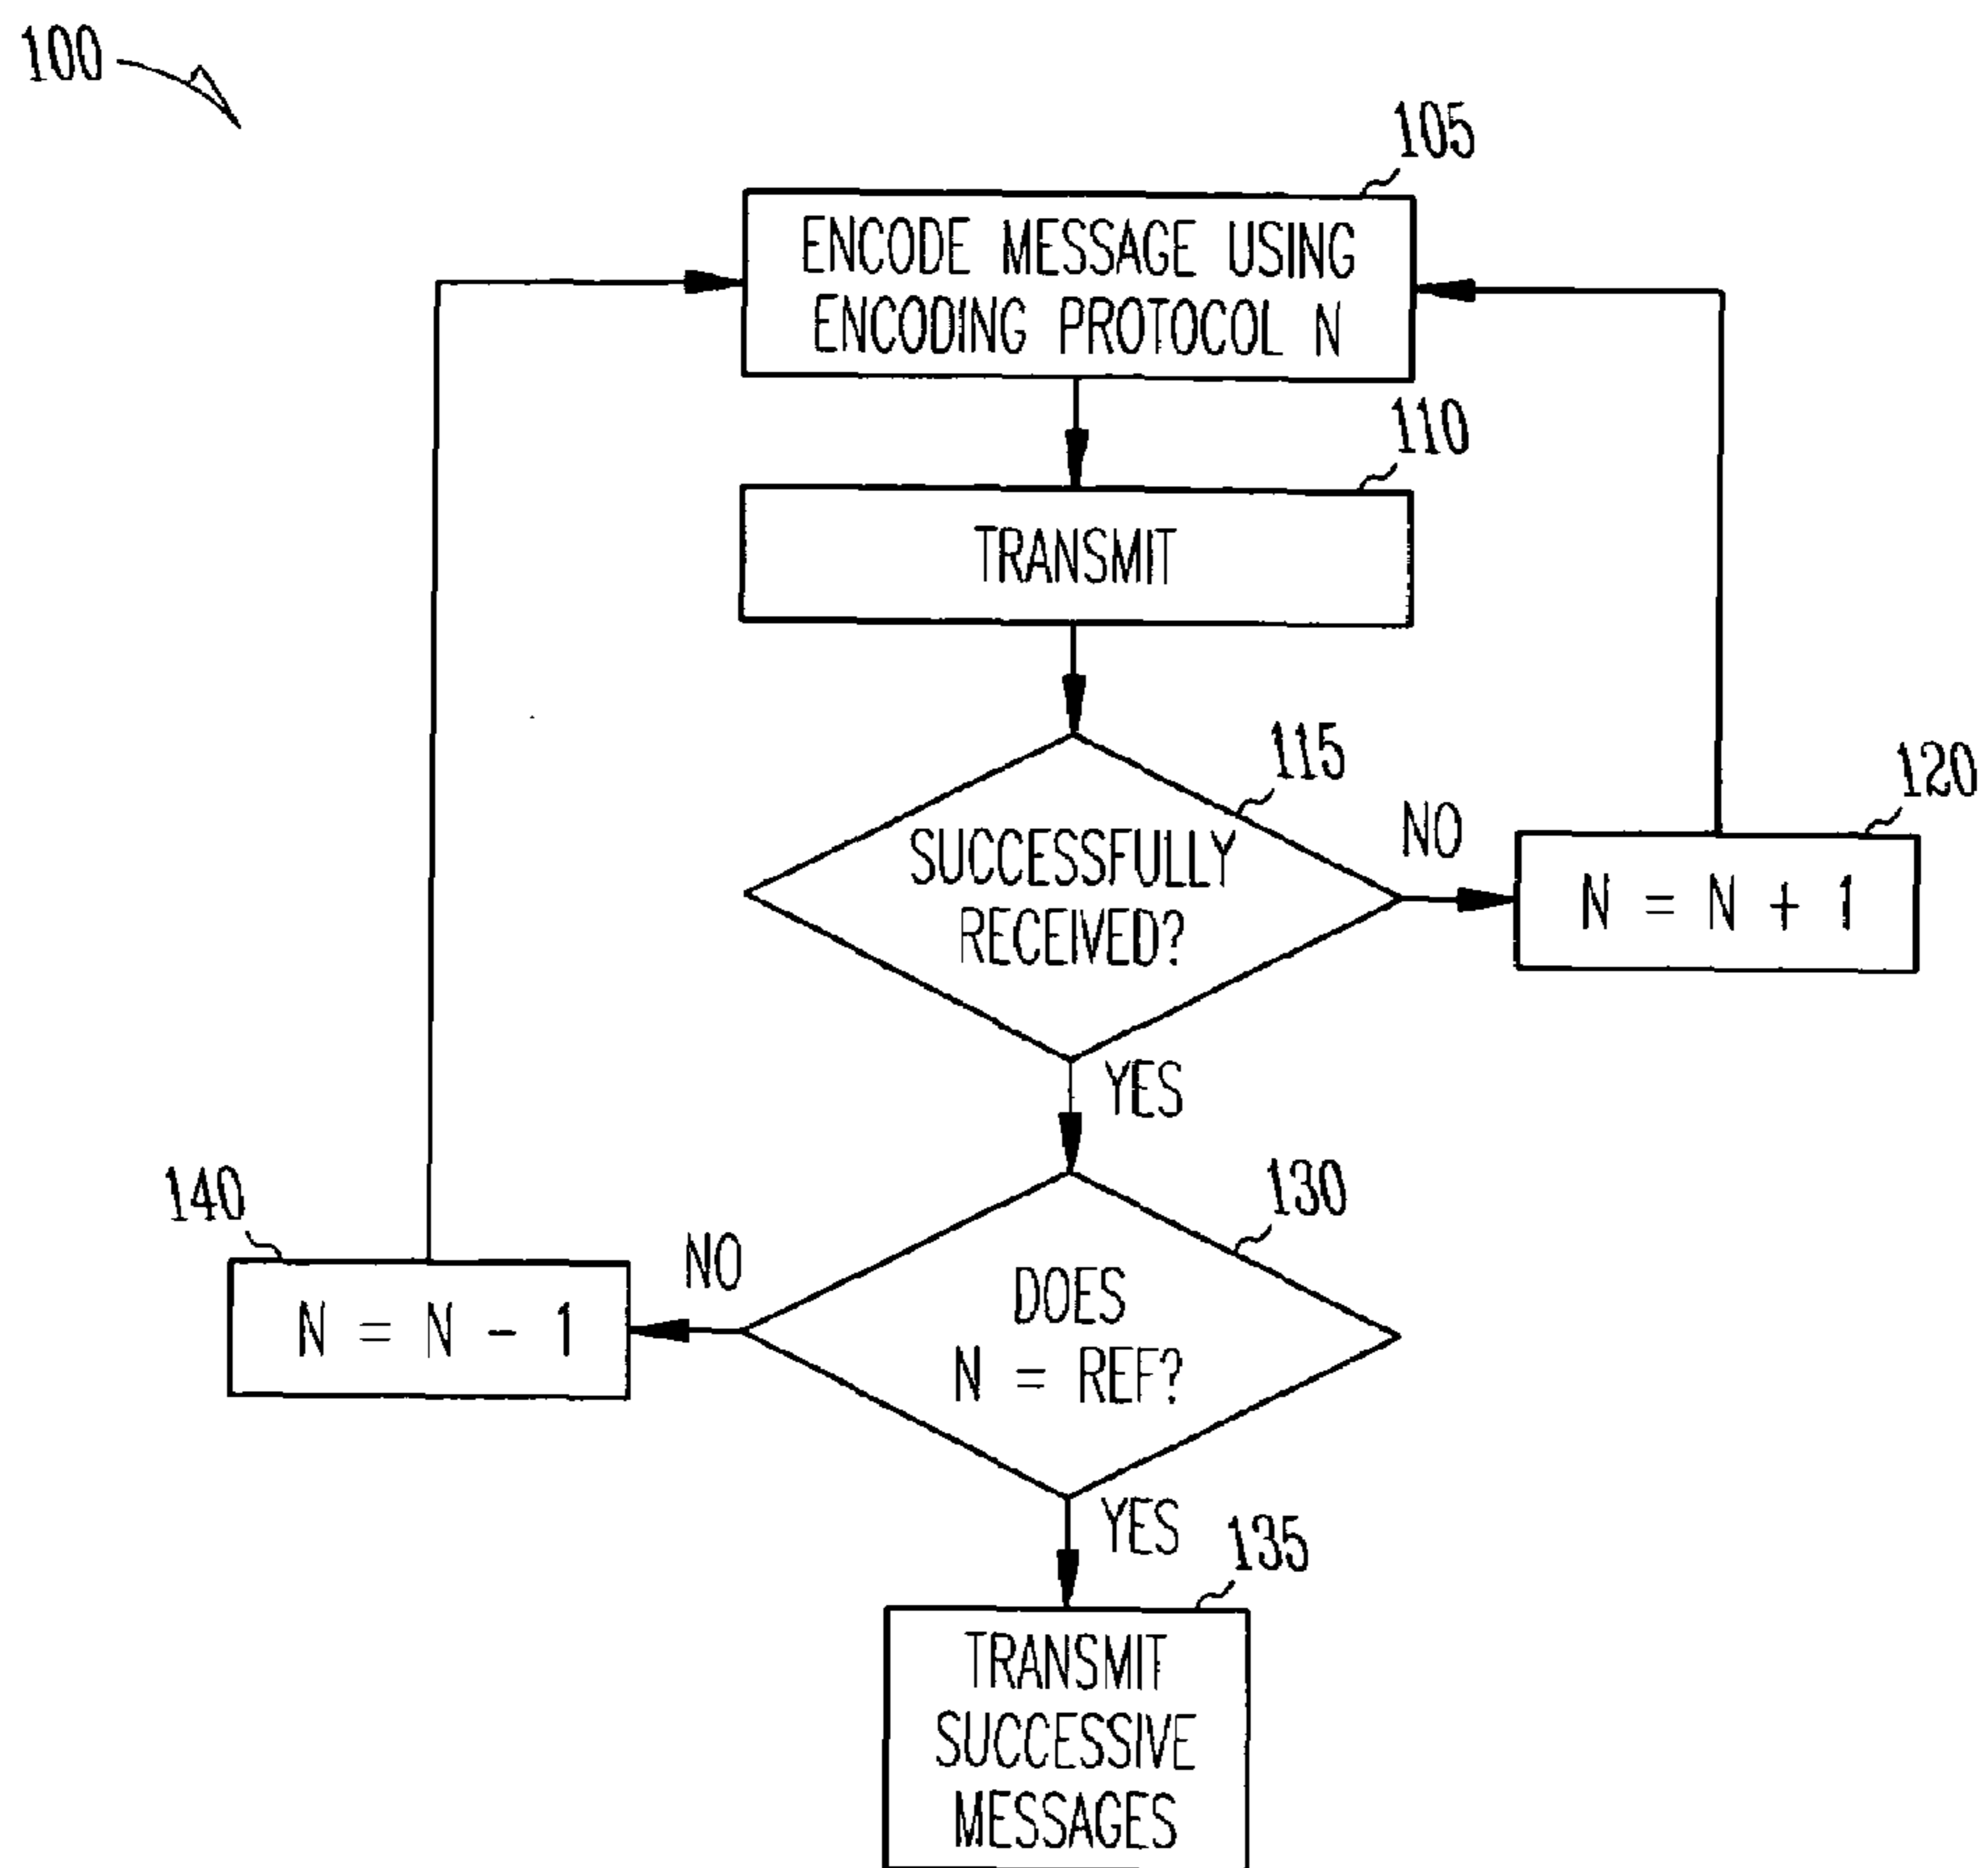 100
105
ENCODE MESSAGE USING
ENCODING PROTOCOL N
110
TRANSMIT
115
SUCCESSFULLY
RECEIVED?
NO
120
N = N + 1
YES
130
DOES
N = REF?
NO
140
N = N - 1
YES
135
TRANSMIT
SUCCESSIVE
MESSAGES